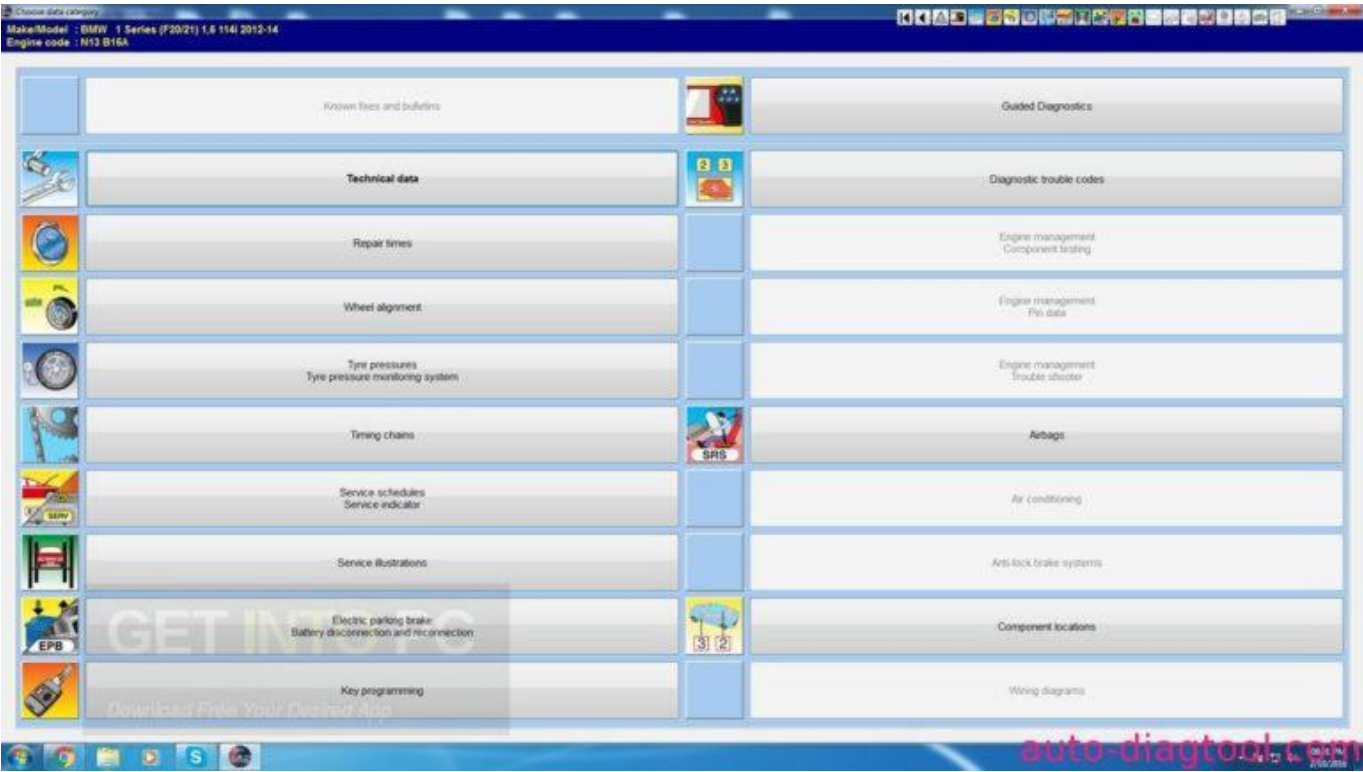 Choose data category
Make/Model : BMW 1 Series (F20/21) 1,6 114i 2012-14
Engine code : N13 B16A
Known fixes and bulletins
Guided Diagnostics
Technical data
2 3
Diagnostic trouble codes
Repair times
Engine management
Component testing
Wheel alignment
Engine management
Pin data
Tyre pressures
Tyre pressure monitoring system
Engine management
Trouble shooter
Timing chains
SRS
Airbags
SERV
Service schedules
Service indicator
Air conditioning
Service illustrations
Anti-lock brake systems
EPB
Electric parking brake
Battery disconnection and reconnection
3 2
Component locations
GET INTO PC
Key programming
Wiring diagrams
Download Free Your Desired App
auto-diagtool.com